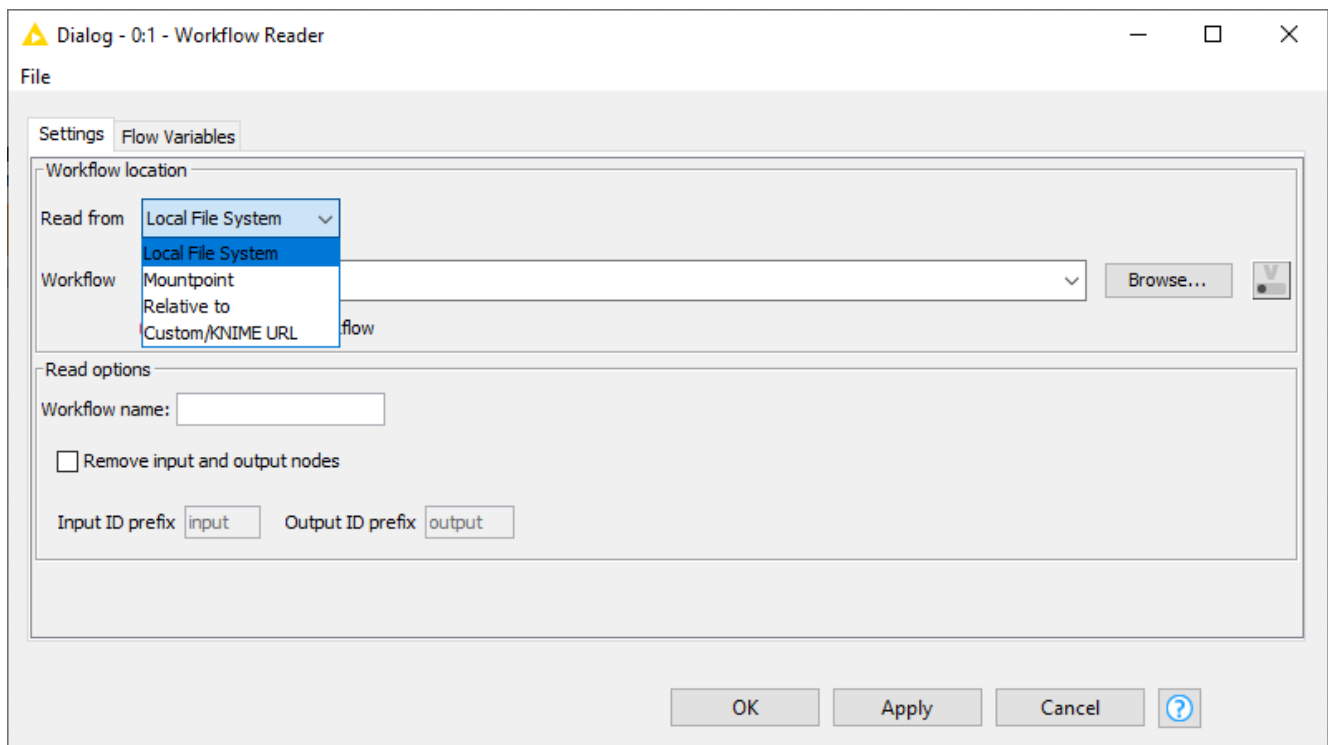 Dialog - 0:1 - Workflow Reader
File
Settings Flow Variables
Workflow location
Read from Local File System
Local File System
Workflow Mountpoint Browse...
Relative to
Custom/KNIME URL flow
Read options
Workflow name:
Remove input and output nodes
Input ID prefix input Output ID prefix output
OK Apply Cancel ?